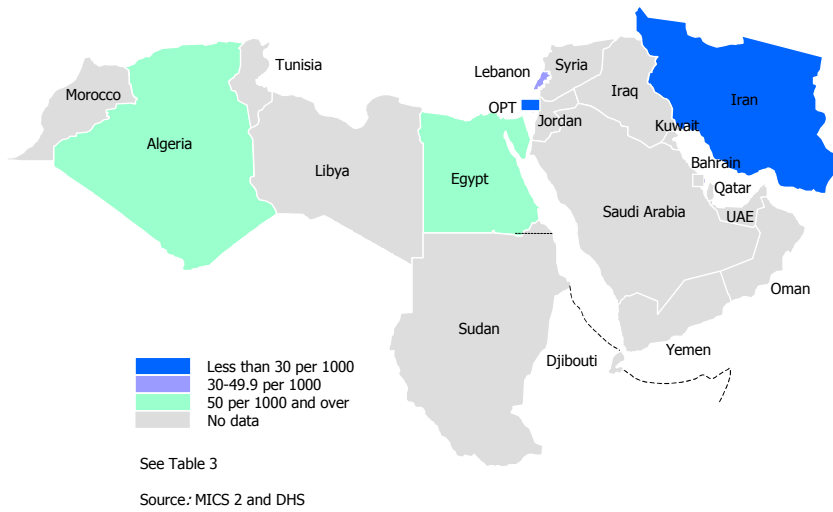 Tunisia
Morocco
Algeria
Libya
Egypt
Sudan
Lebanon
Syria
OPT
Jordan
Iraq
Iran
Kuwait
Bahrain
Qatar
Saudi Arabia
UAE
Oman
Yemen
Djibouti
Less than 30 per 1000
30-49.9 per 1000
50 per 1000 and over
No data
See Table 3
Source: MICS 2 and DHS